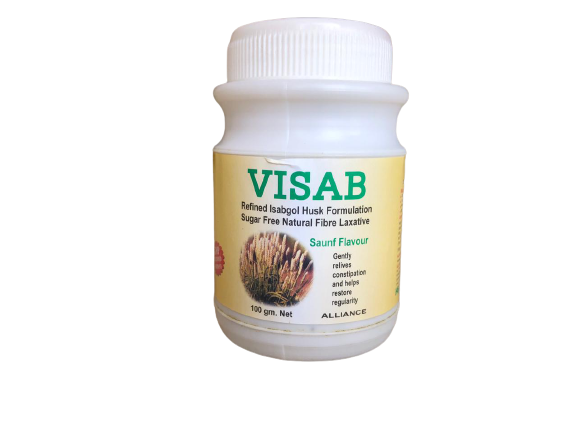 VISAB
Refined Isabgol Husk Formulation
Sugar Free Natural Fibre Laxative
Saunf Flavour
Gently
relives
constipation
and helps
restore
regularity
100 gm. Net
ALLIANCE